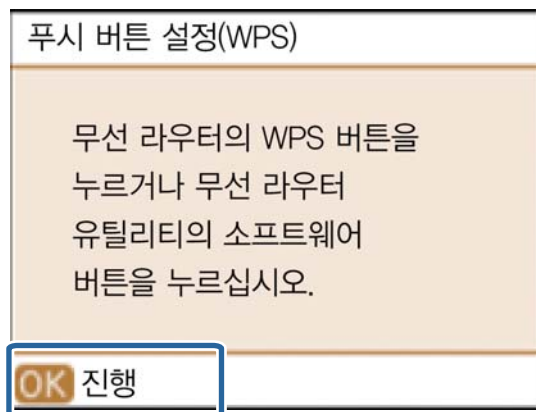 푸시 버튼 설정(WPS)
무선 라우터의 WPS 버튼을
누르거나 무선 라우터
유틸리티의 소프트웨어
버튼을 누르십시오.
OK 진행